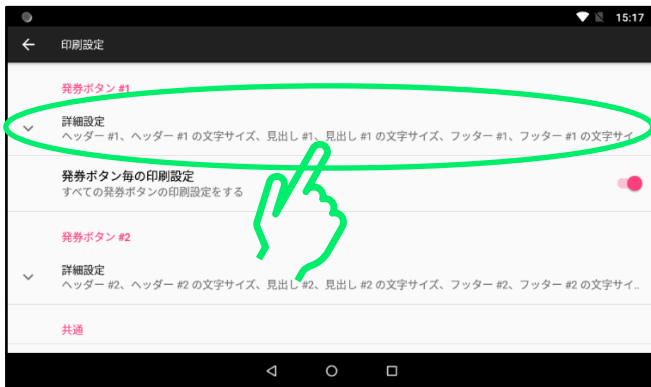 15:17
印刷設定
発券ボタン #1
詳細設定
ヘッダー #1、ヘッダー #1 の文字サイズ、見出し #1、見出し #1 の文字サイズ、フッター #1、フッター #1 の文字サイ
発券ボタン毎の印刷設定
すべての発券ボタンの印刷設定をする
発券ボタン #2
詳細設定
ヘッダー #2、ヘッダー #2 の文字サイズ、見出し #2、見出し #2 の文字サイズ、フッター #2、フッター #2 の文字サイ..
共通